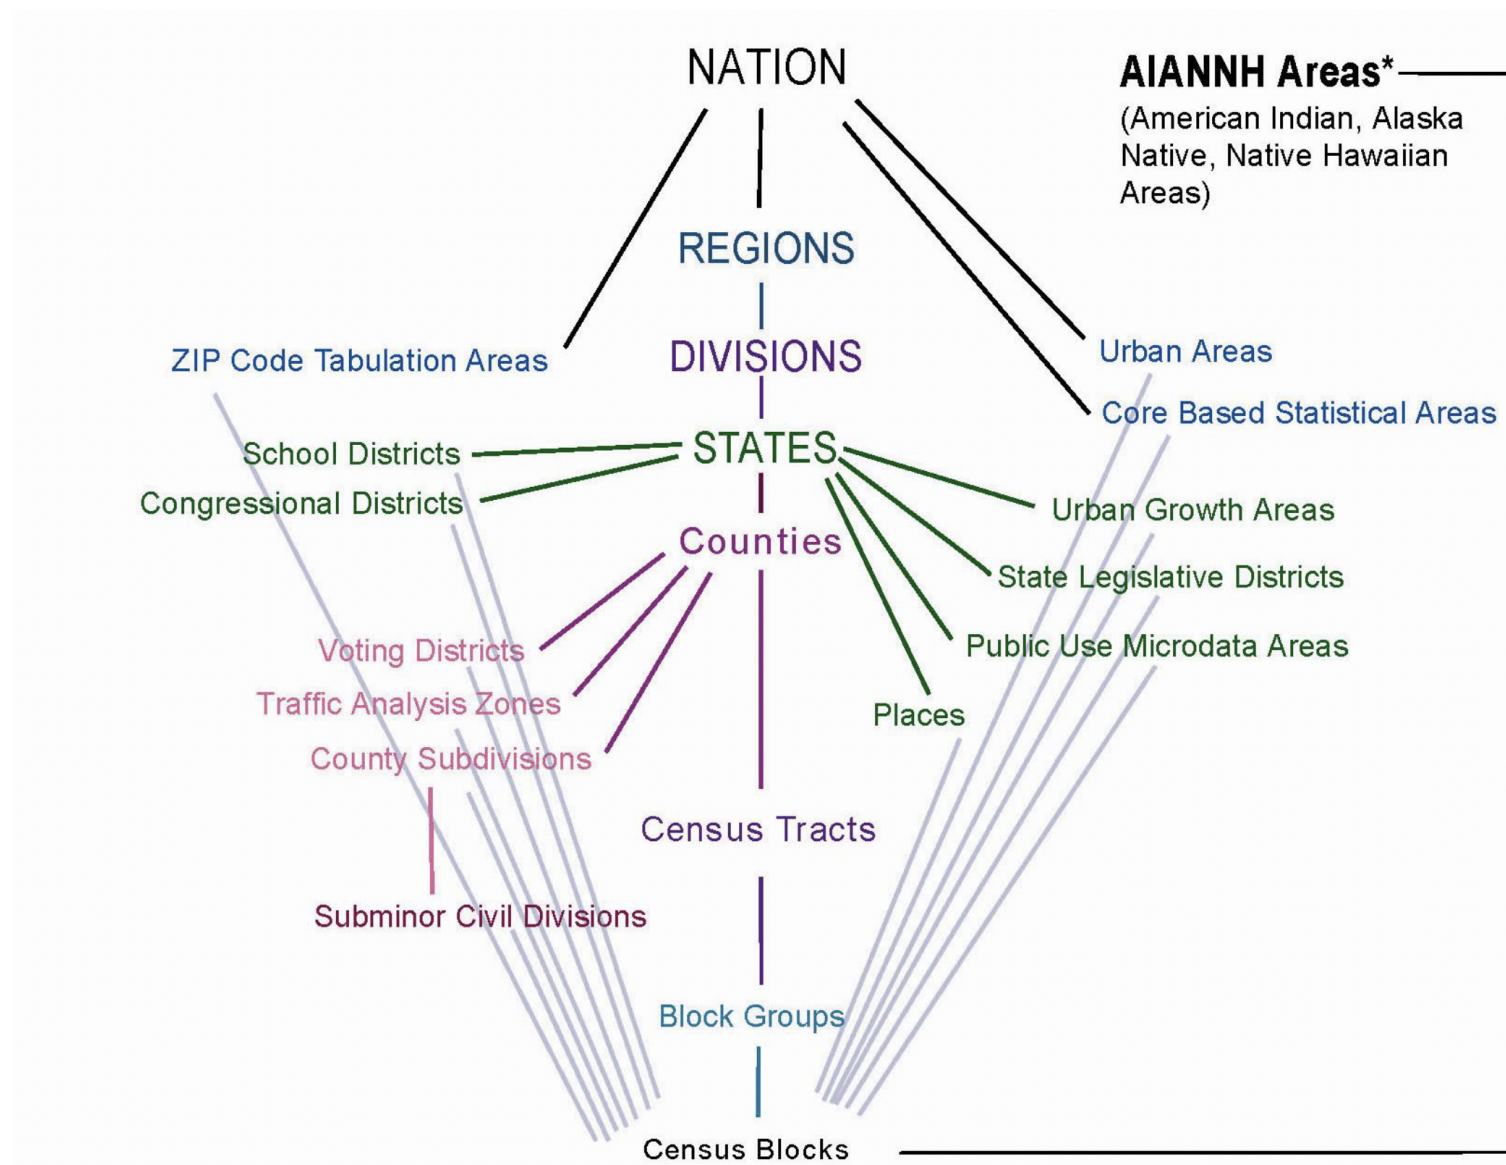 NATION
AIANNH Areas*
(American Indian, Alaska
Native, Native Hawaiian
Areas)
REGIONS
ZIP Code Tabulation Areas
DIVISIONS
Urban Areas
Core Based Statistical Areas
School Districts
STATES
Congressional Districts
Urban Growth Areas
Counties
State Legislative Districts
Voting Districts
Public Use Microdata Areas
Traffic Analysis Zones
Places
County Subdivisions
Census Tracts
Subminor Civil Divisions
Block Groups
Census Blocks